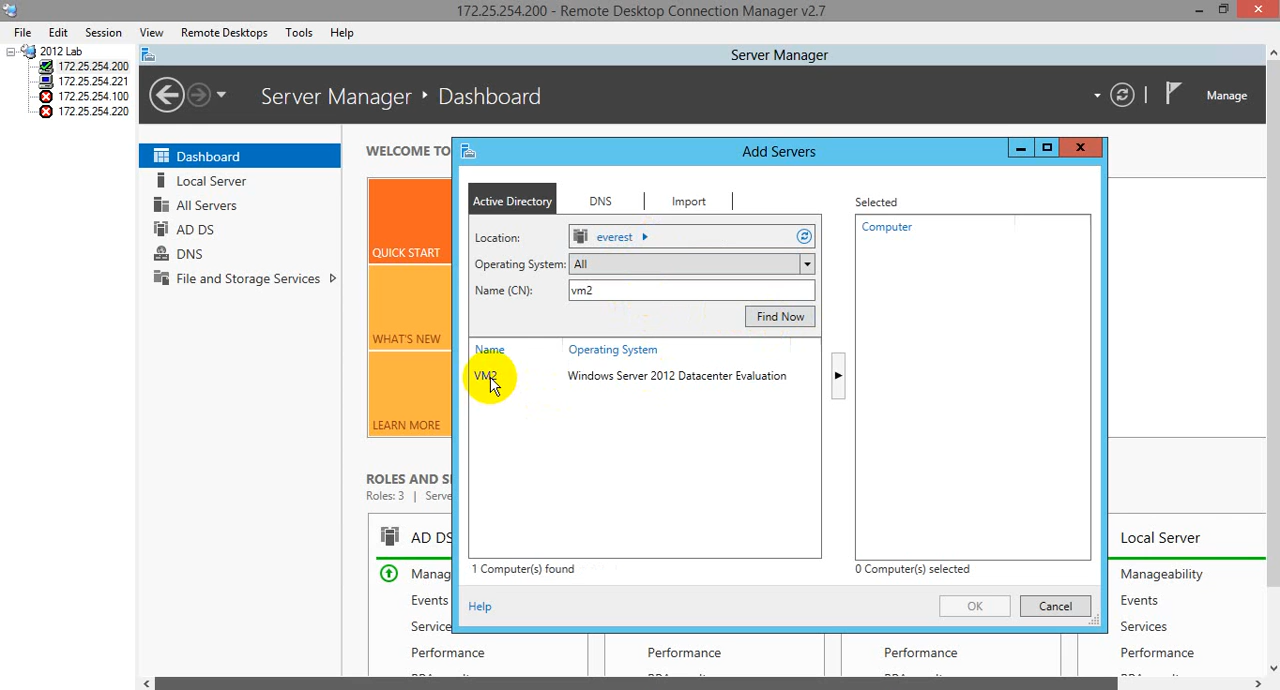 172.25.254.200 - Remote Desktop Connection Manager v2.7
File Edit Session View Remote Desktops Tools Help
2012 Lab
172.25.254.200
172.25.254.221
172.25.254.100
172.25.254.220
Server Manager
Server Manager ‣ Dashboard
Manage
Dashboard
Local Server
All Servers
AD DS
DNS
File and Storage Services
WELCOME TO
QUICK START
WHAT'S NEW
LEARN MORE
Add Servers
Active Directory DNS Import
Location: everest
Operating System: All
Name (CN): vm2
Find Now
Name Operating System
VM2 Windows Server 2012 Datacenter Evaluation
1 Computer(s) found
Selected
Computer
0 Computer(s) selected
Help OK Cancel
ROLES AND S
Roles: 3 | Serve
AD DS
Manag
Events
Service
Performance
Performance
Performance
Local Server
Manageability
Events
Services
Performance